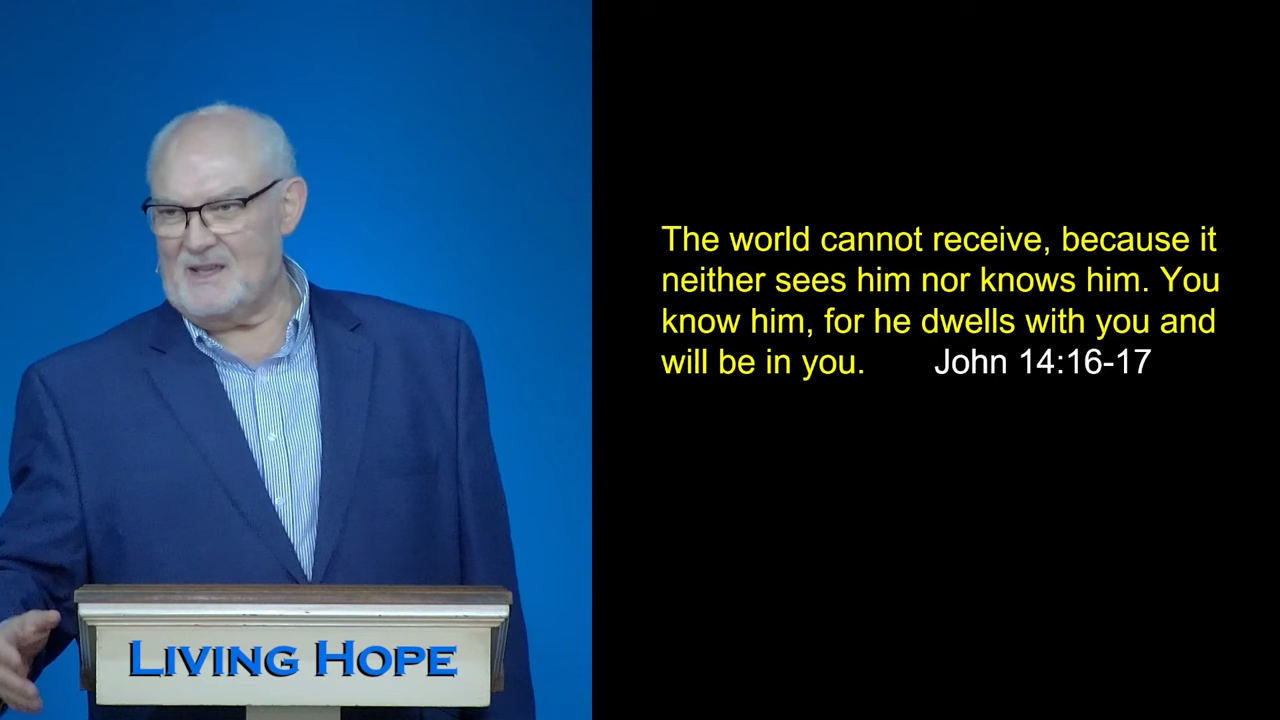 The world cannot receive, because it
neither sees him nor knows him. You
know him, for he dwells with you and
will be in you. John 14:16-17
LIVING HOPE